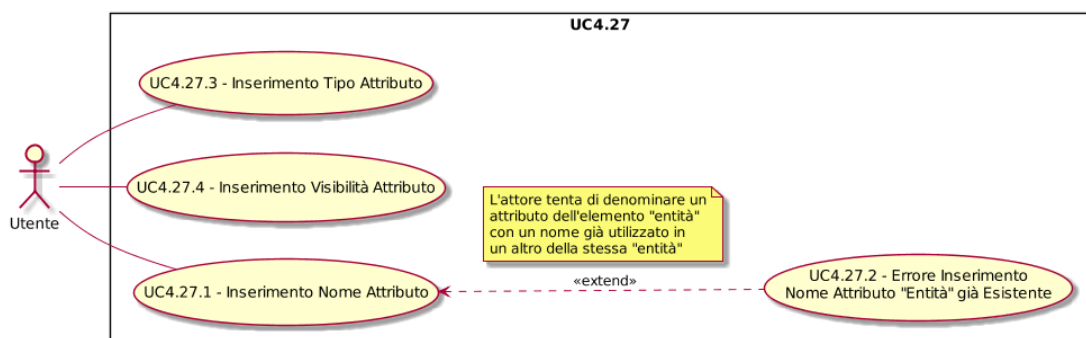 UC4.27
UC4.27.3 - Inserimento Tipo Attributo
UC4.27.4 - Inserimento Visibilità Attributo
Utente
L'attore tenta di denominare un
attributo dell'elemento "entità"
con un nome già utilizzato in
un altro della stessa "entità"
UC4.27.1 - Inserimento Nome Attributo
«extend»
UC4.27.2 - Errore Inserimento
Nome Attributo "Entità" già Esistente